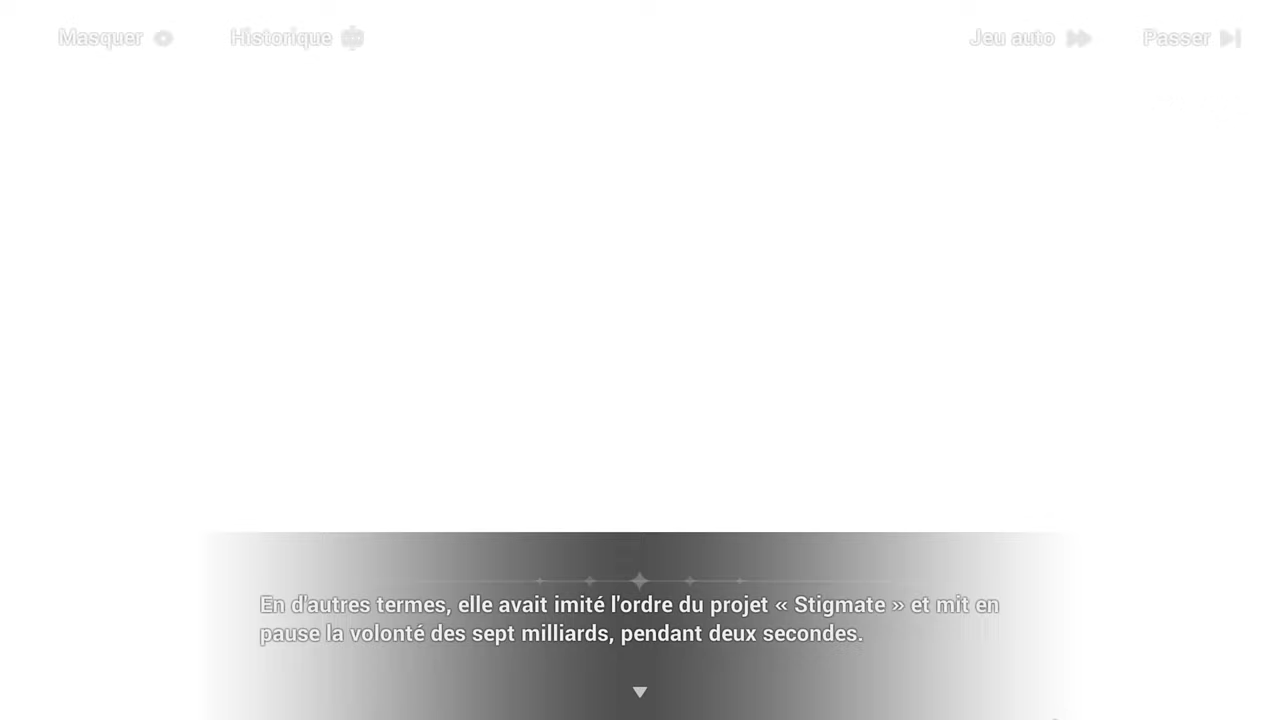 Masquer
Historique
Jeu auto
Passer
En d'autres termes, elle avait imité l'ordre du projet « Stigmate » et mit en
pause la volonté des sept milliards, pendant deux secondes.